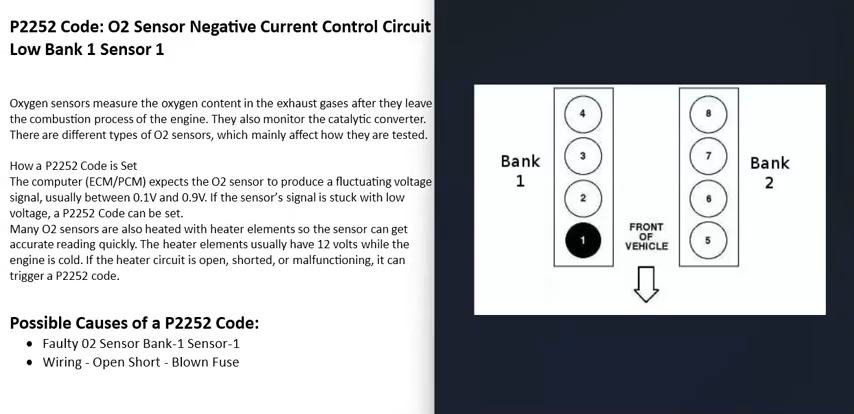 P2252 Code: O2 Sensor Negative Current Control Circuit
Low Bank 1 Sensor 1
Oxygen sensors measure the oxygen content in the exhaust gases after they leave
the combustion process of the engine. They also monitor the catalytic converter.
There are different types of O2 sensors, which mainly affect how they are tested.
How a P2252 Code is Set
The computer (ECM/PCM) expects the O2 sensor to produce a fluctuating voltage
signal, usually between 0.1V and 0.9V. If the sensor's signal is stuck with low
voltage, a P2252 Code can be set.
Many O2 sensors are also heated with heater elements so the sensor can get
accurate reading quickly. The heater elements usually have 12 volts while the
engine is cold. If the heater circuit is open, shorted, or malfunctioning, it can
trigger a P2252 code.
Possible Causes of a P2252 Code:
• Faulty 02 Sensor Bank-1 Sensor-1
• Wiring - Open Short - Blown Fuse
Bank
1
4
3
2
1
FRONT
OF
VEHICLE
8
7
6
5
Bank
2